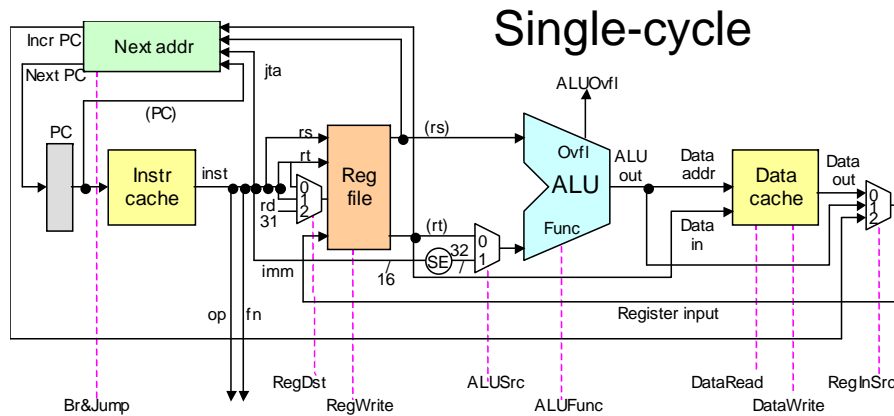 Single-cycle
Incr PC
Next addr
Next PC
jta
(PC)
ALUOvfl
PC
rs
(rs)
rt
Ovfl
ALU
out
Data
addr
Data
out
Instr
cache
inst
0
1
2
rd
31
Reg
file
ALU
Data
cache
0
1
2
(rt)
0
1
Func
Data
in
imm
16
SE
32
Register input
op
fn
RegDst
ALUSrc
DataRead
RegInSrc
Br&Jump
RegWrite
ALUFunc
DataWrite